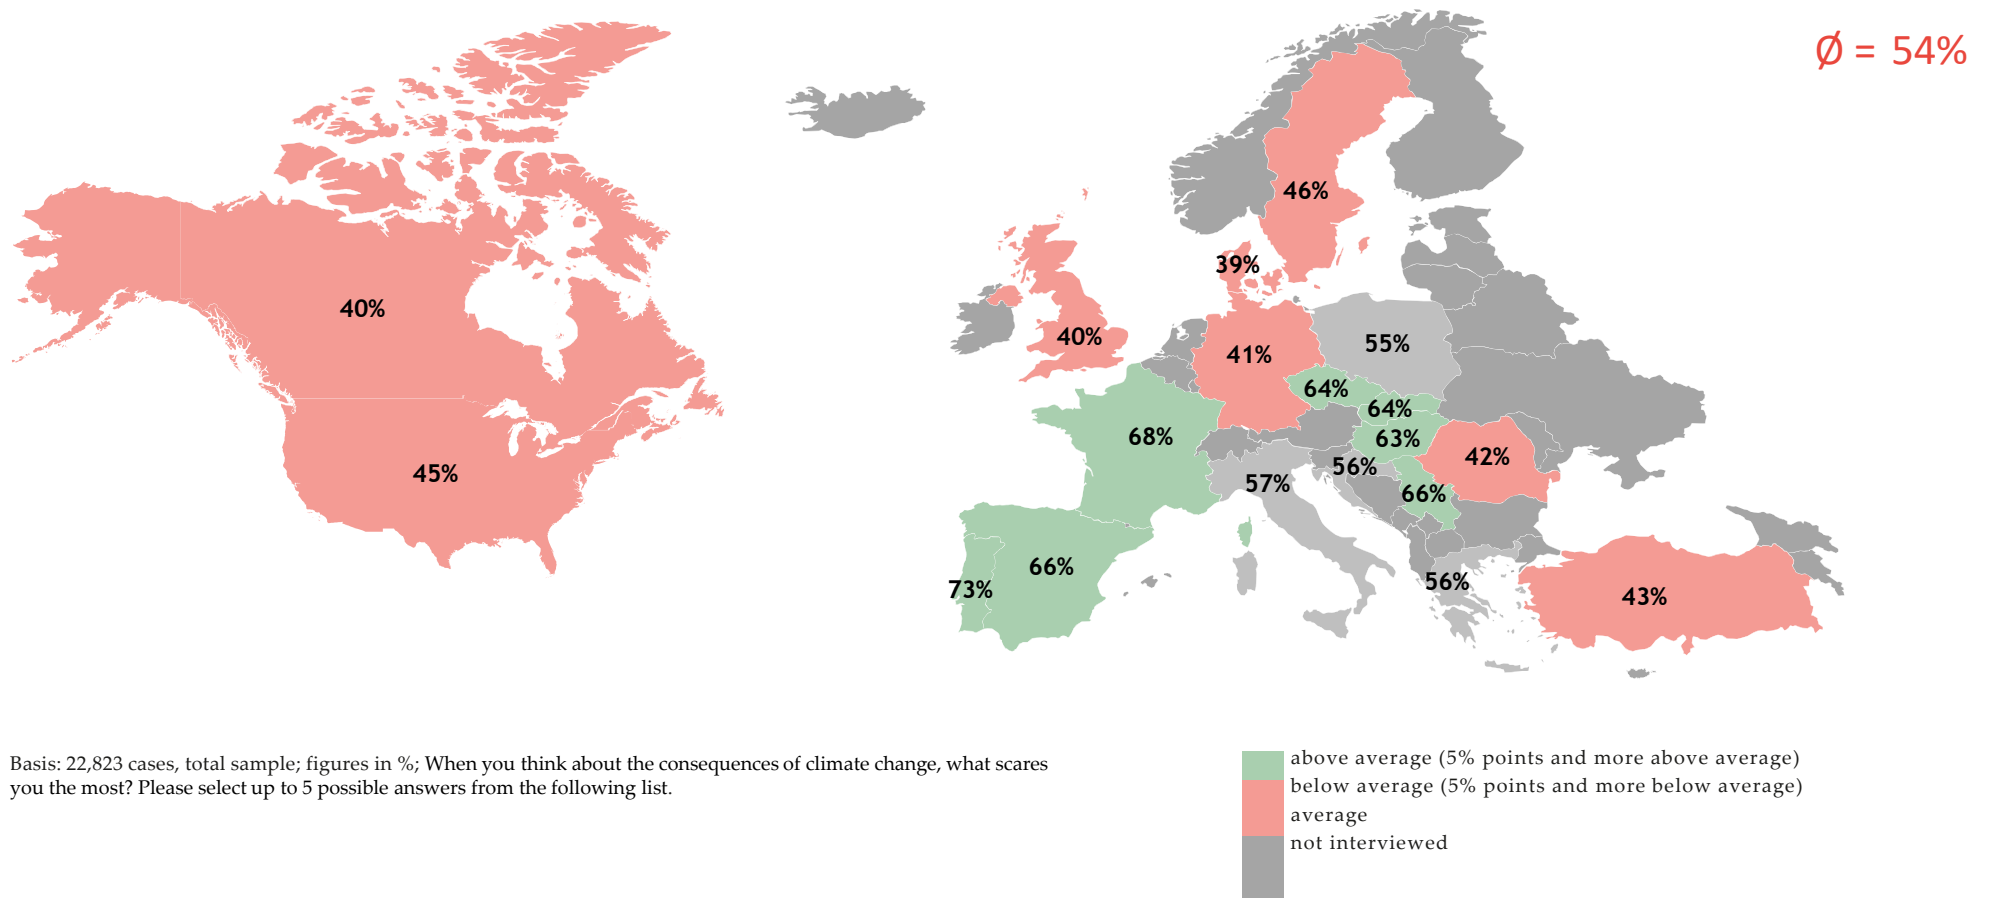 Ø = 54%
46%
39%
40%
40%
41%
55%
64%
64%
68%
63%
45%
57%
56%
42%
66%
73%
66%
56%
43%
Basis: 22,823 cases, total sample; figures in %; When you think about the consequences of climate change, what scares
you the most? Please select up to 5 possible answers from the following list.
above average (5% points and more above average)
below average (5% points and more below average)
average
not interviewed